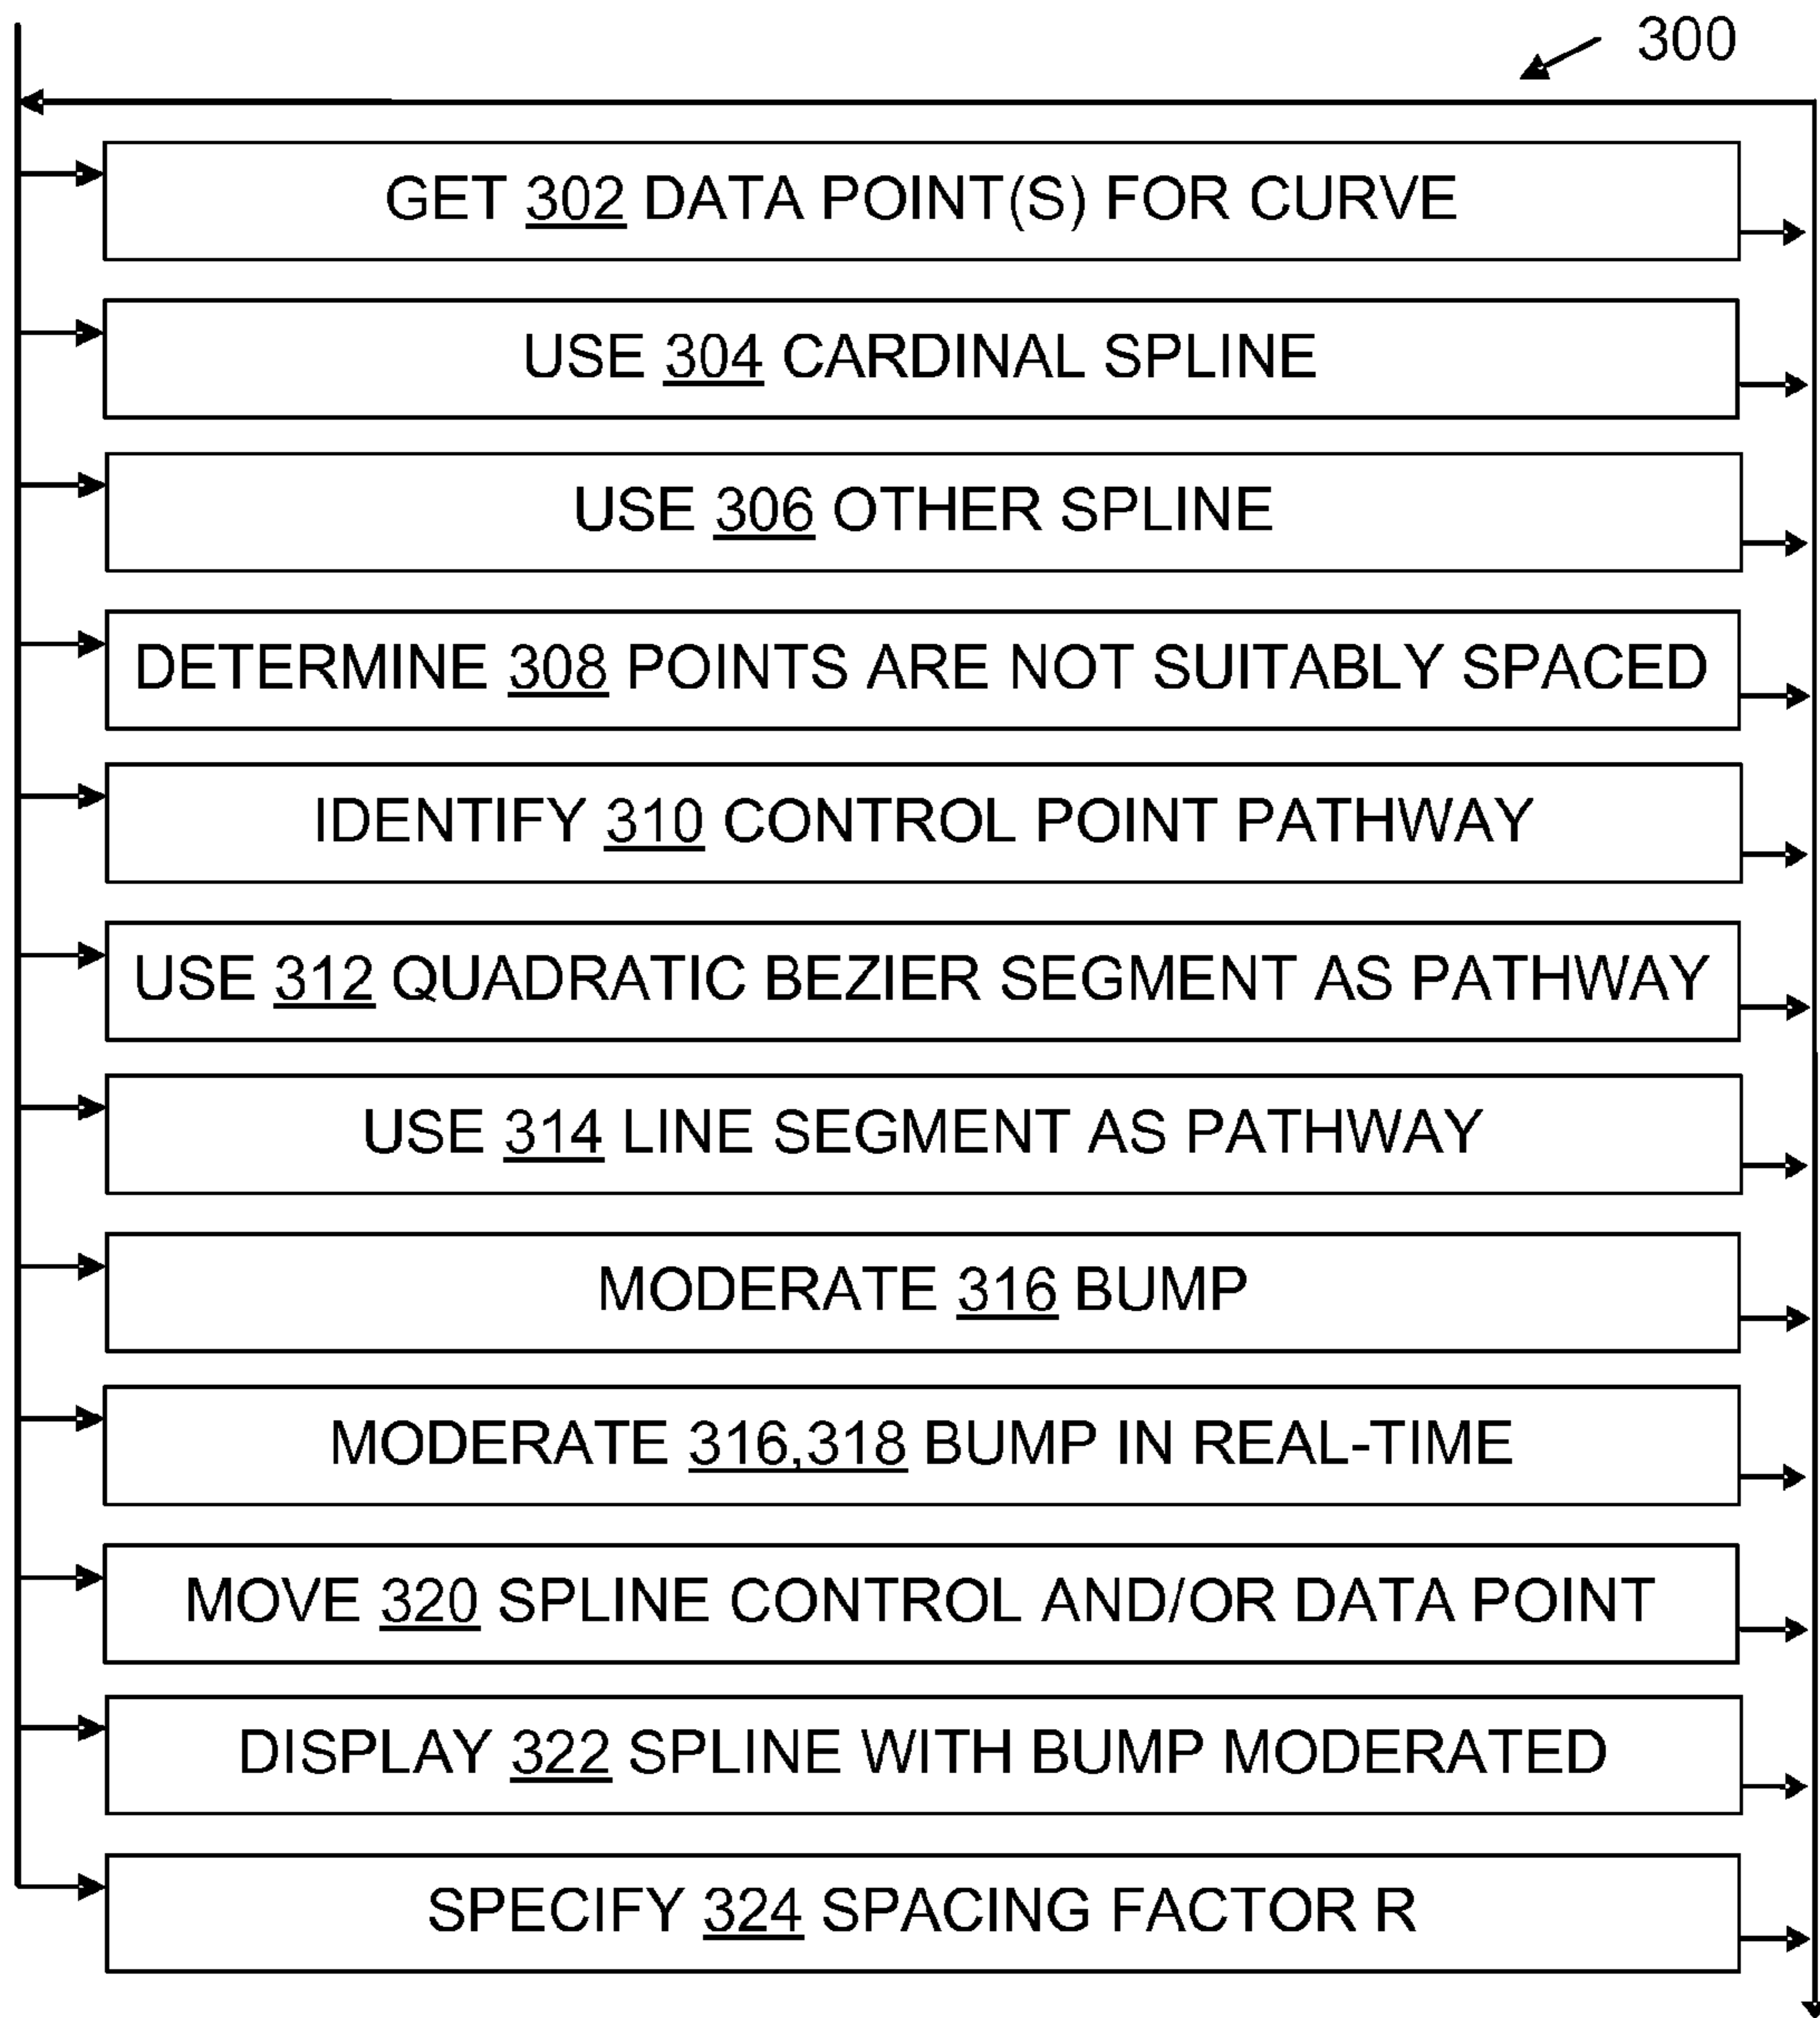 300
GET 302 DATA POINT(S) FOR CURVE
USE 304 CARDINAL SPLINE
USE 306 OTHER SPLINE
DETERMINE 308 POINTS ARE NOT SUITABLY SPACED
IDENTIFY 310 CONTROL POINT PATHWAY
USE 312 QUADRATIC BEZIER SEGMENT AS PATHWAY
USE 314 LINE SEGMENT AS PATHWAY
MODERATE 316 BUMP
MODERATE 316,318 BUMP IN REAL-TIME
MOVE 320 SPLINE CONTROL AND/OR DATA POINT
DISPLAY 322 SPLINE WITH BUMP MODERATED
SPECIFY 324 SPACING FACTOR R